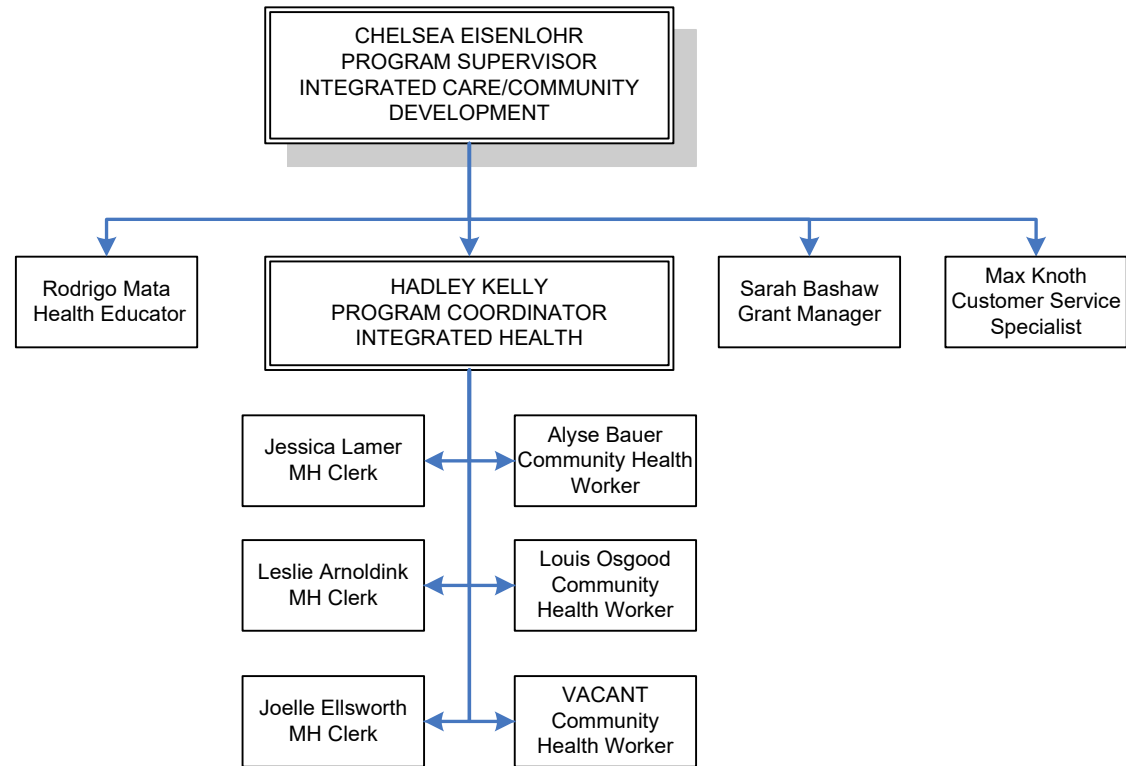 CHELSEA EISENLOHR
PROGRAM SUPERVISOR
INTEGRATED CARE/COMMUNITY
DEVELOPMENT
Rodrigo Mata
Health Educator
HADLEY KELLY
PROGRAM COORDINATOR
INTEGRATED HEALTH
Sarah Bashaw
Grant Manager
Max Knoth
Customer Service
Specialist
Jessica Lamer
MH Clerk
Alyse Bauer
Community Health
Worker
Leslie Arnoldink
MH Clerk
Louis Osgood
Community
Health Worker
Joelle Ellsworth
MH Clerk
VACANT
Community
Health Worker